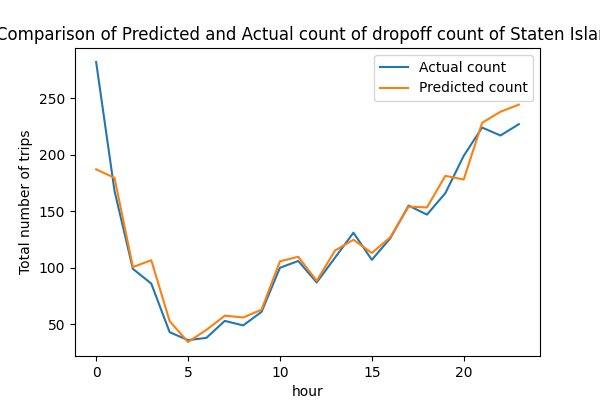 Comparison of Predicted and Actual count of dropoff count of Staten
Actual count
Predicted count
Total number of trips
250
200
150
100
50
0 5 10 15 20
hour